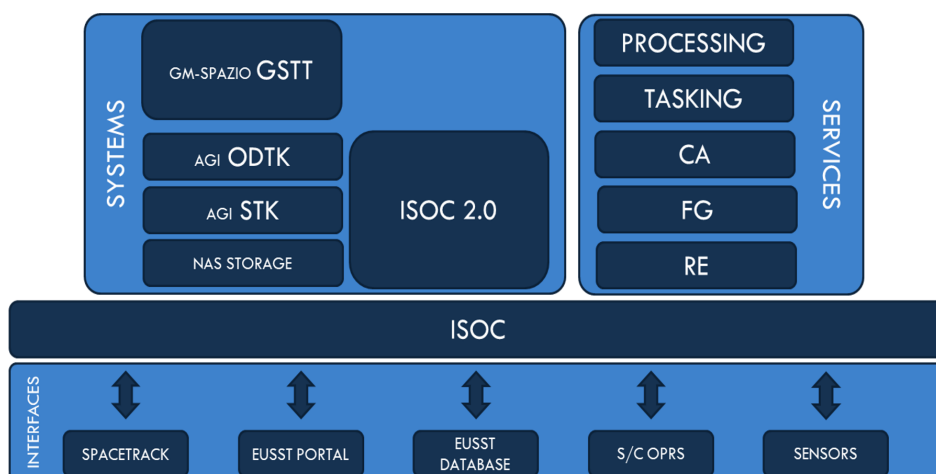 SYSTEMS
GM-SPAZIO GSTT
AGI ODTK
AGI STK
NAS STORAGE
ISOC 2.0
PROCESSING
TASKING
CA
FG
RE
SERVICES
ISOC
INTERFACES
SPACETRACK
EUSST PORTAL
EUSST
DATABASE
S/C OPRS
SENSORS